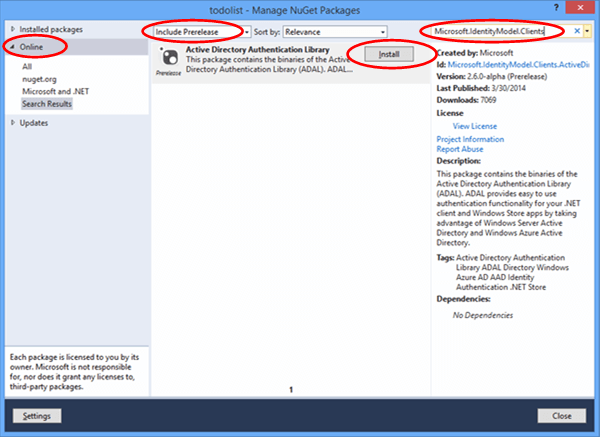 todolist - Manage NuGet Packages
Installed packages
Online
All
nuget.org
Microsoft and .NET
Search Results
Updates
Each package is licensed to you by its
owner. Microsoft is not responsible
for, nor does it grant any licenses to,
third-party packages.
Include Prerelease
Sort by: Relevance
Active Directory Authentication Library
This package contains the binaries of the Active
Directory Authentication Library (ADAL). ADAL...
Prerelease
Install
1
Microsoft.IdentityModel.Clients
Created by: Microsoft
Id: Microsoft.IdentityModel.Clients.ActiveDi
Version: 2.6.0-alpha (Prerelease)
Last Published: 3/30/2014
Downloads: 7069
License
View License
Project Information
Report Abuse
Description:
This package contains the binaries of the
Active Directory Authentication Library
(ADAL). ADAL provides easy to use
authentication functionality for your .NET
client and Windows Store apps by taking
advantage of Windows Server Active
Directory and Windows Azure Active
Directory.
Tags: Active Directory Authentication
Library ADAL Directory Windows
Azure AD AAD Identity
Authentication .NET Store
Dependencies:
No Dependencies
Settings
Close